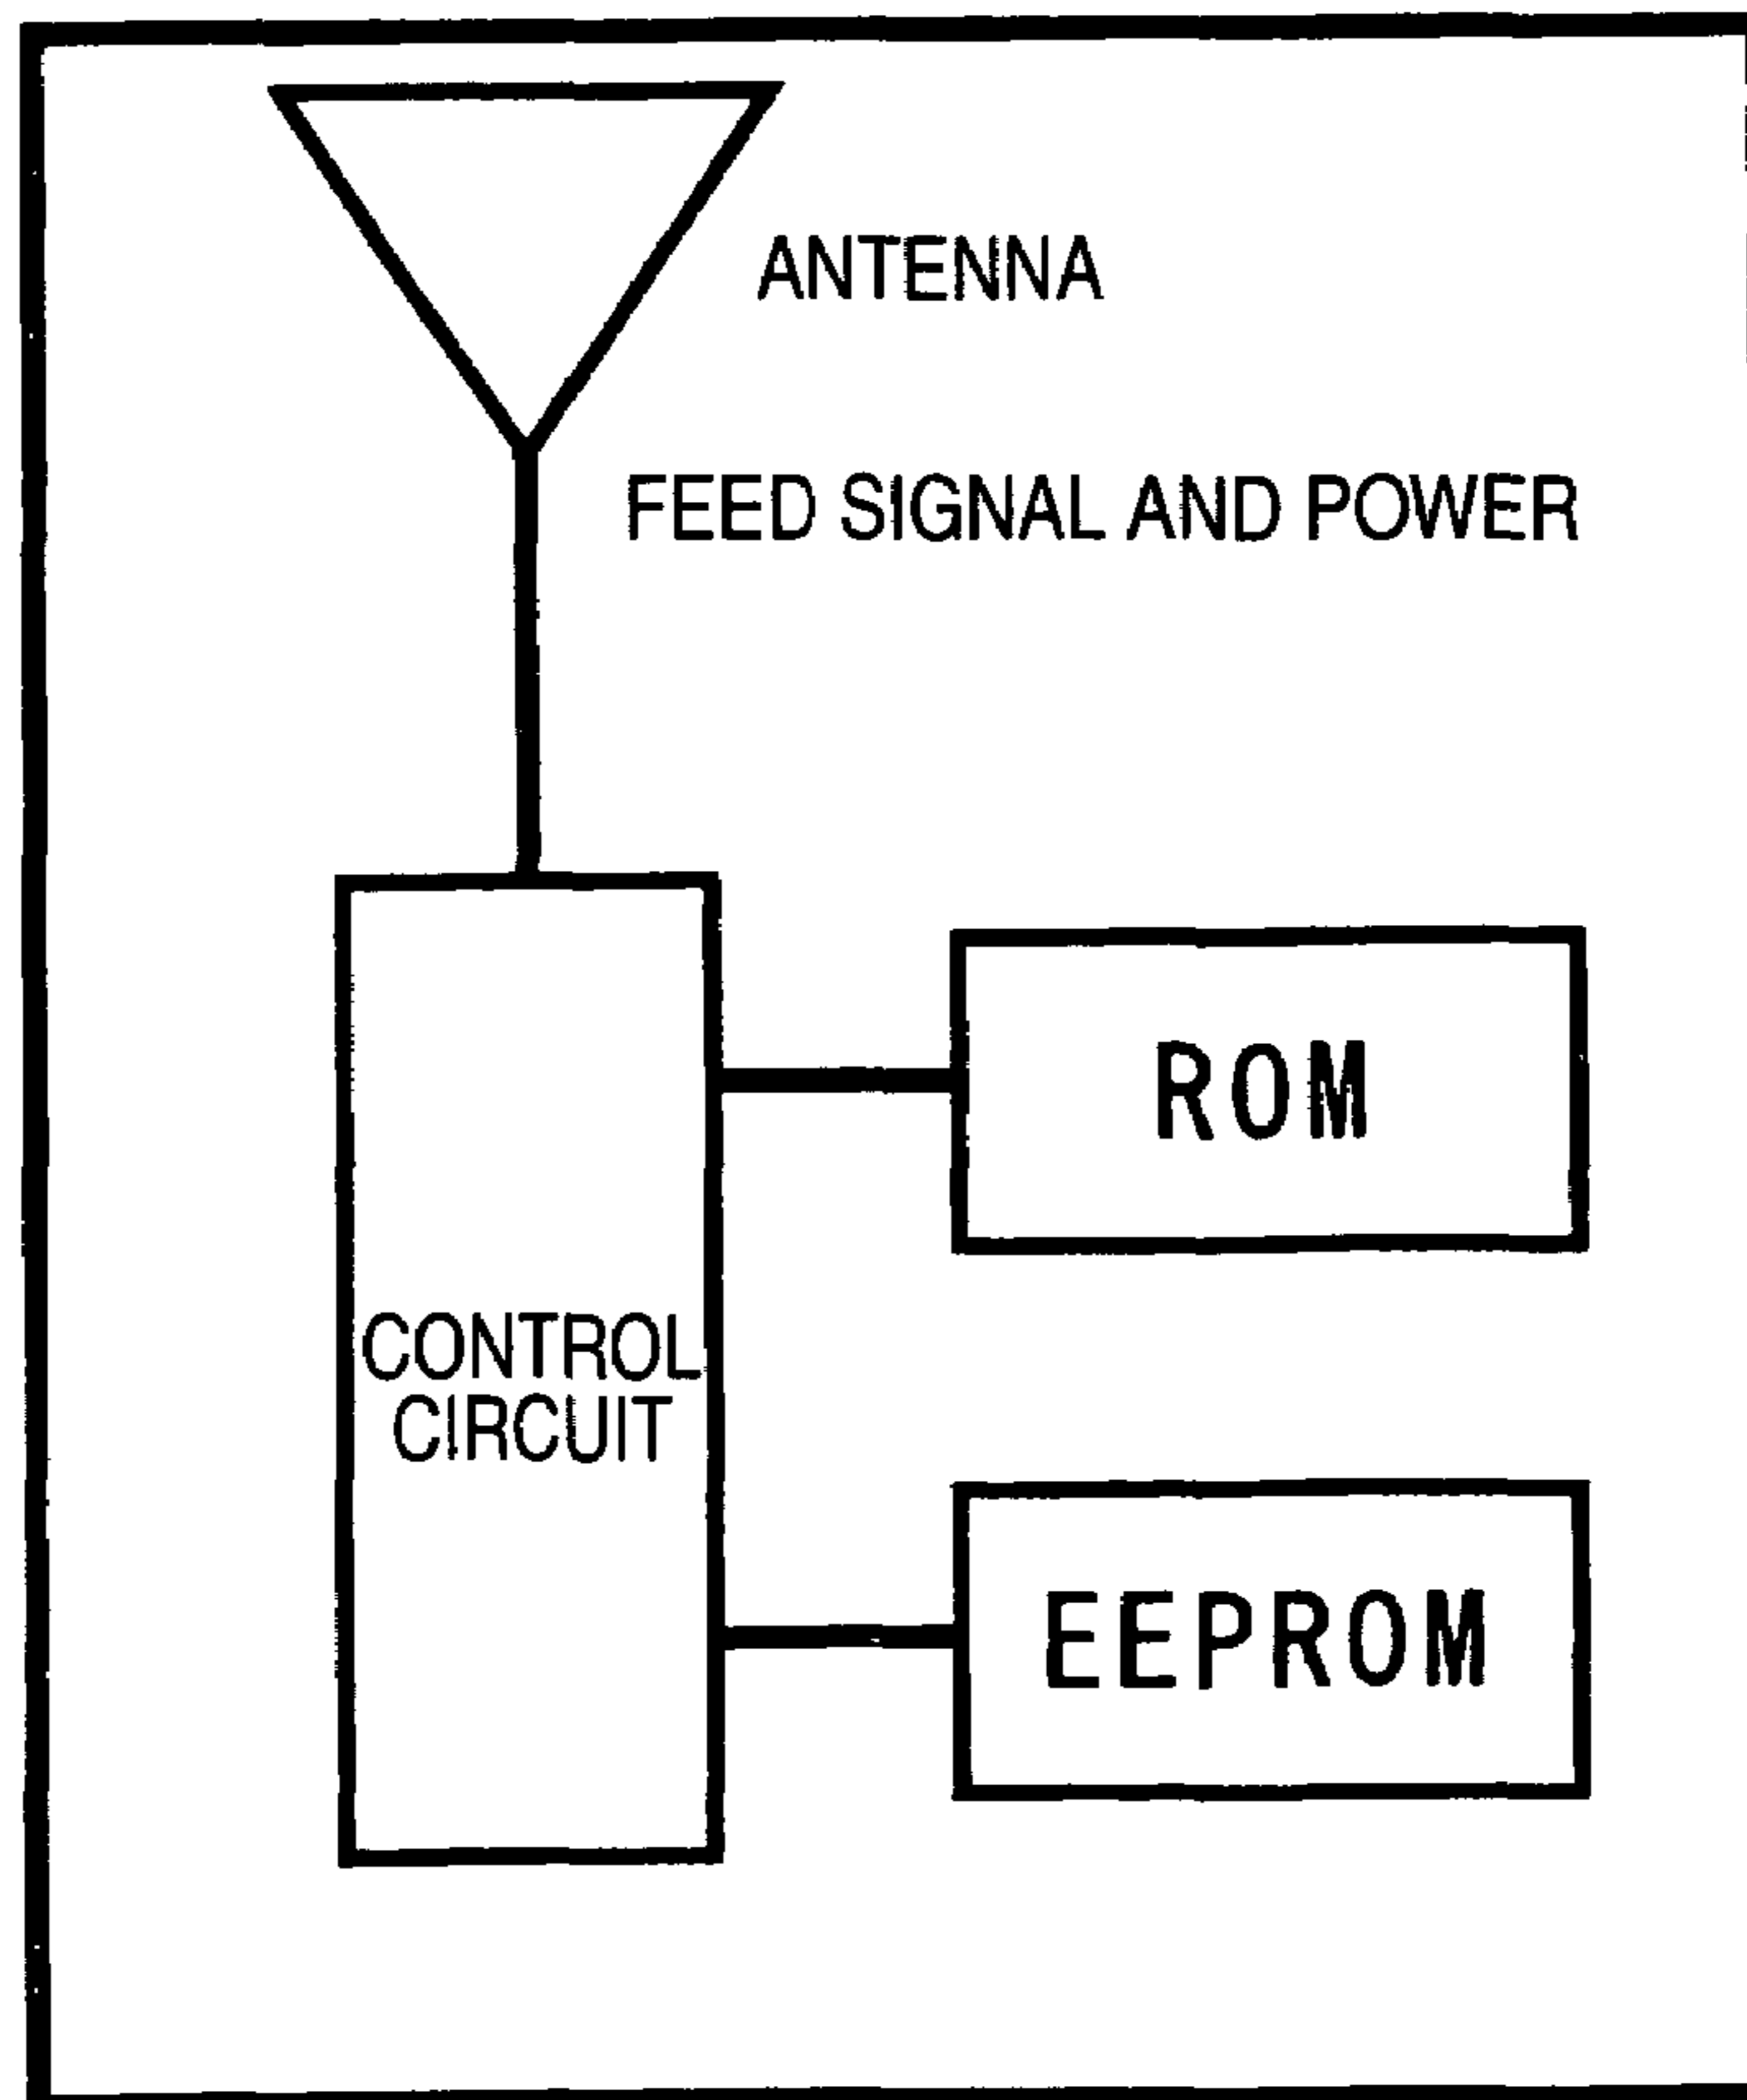 ANTENNA
FEED SIGNAL AND POWER
ROM
CONTROL
CIRCUIT
EEPROM